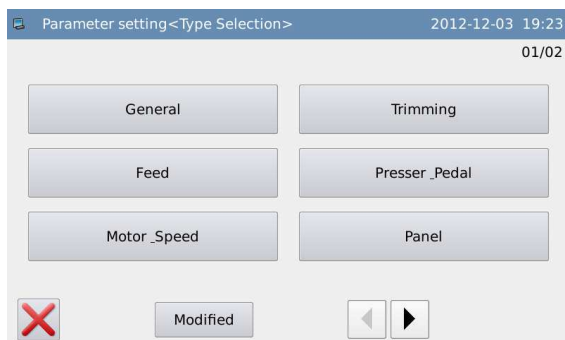 Parameter setting<Type Selection> 2012-12-03 19:23
01/02
General Trimming
Feed Presser_Pedal
Motor_Speed Panel
Modified